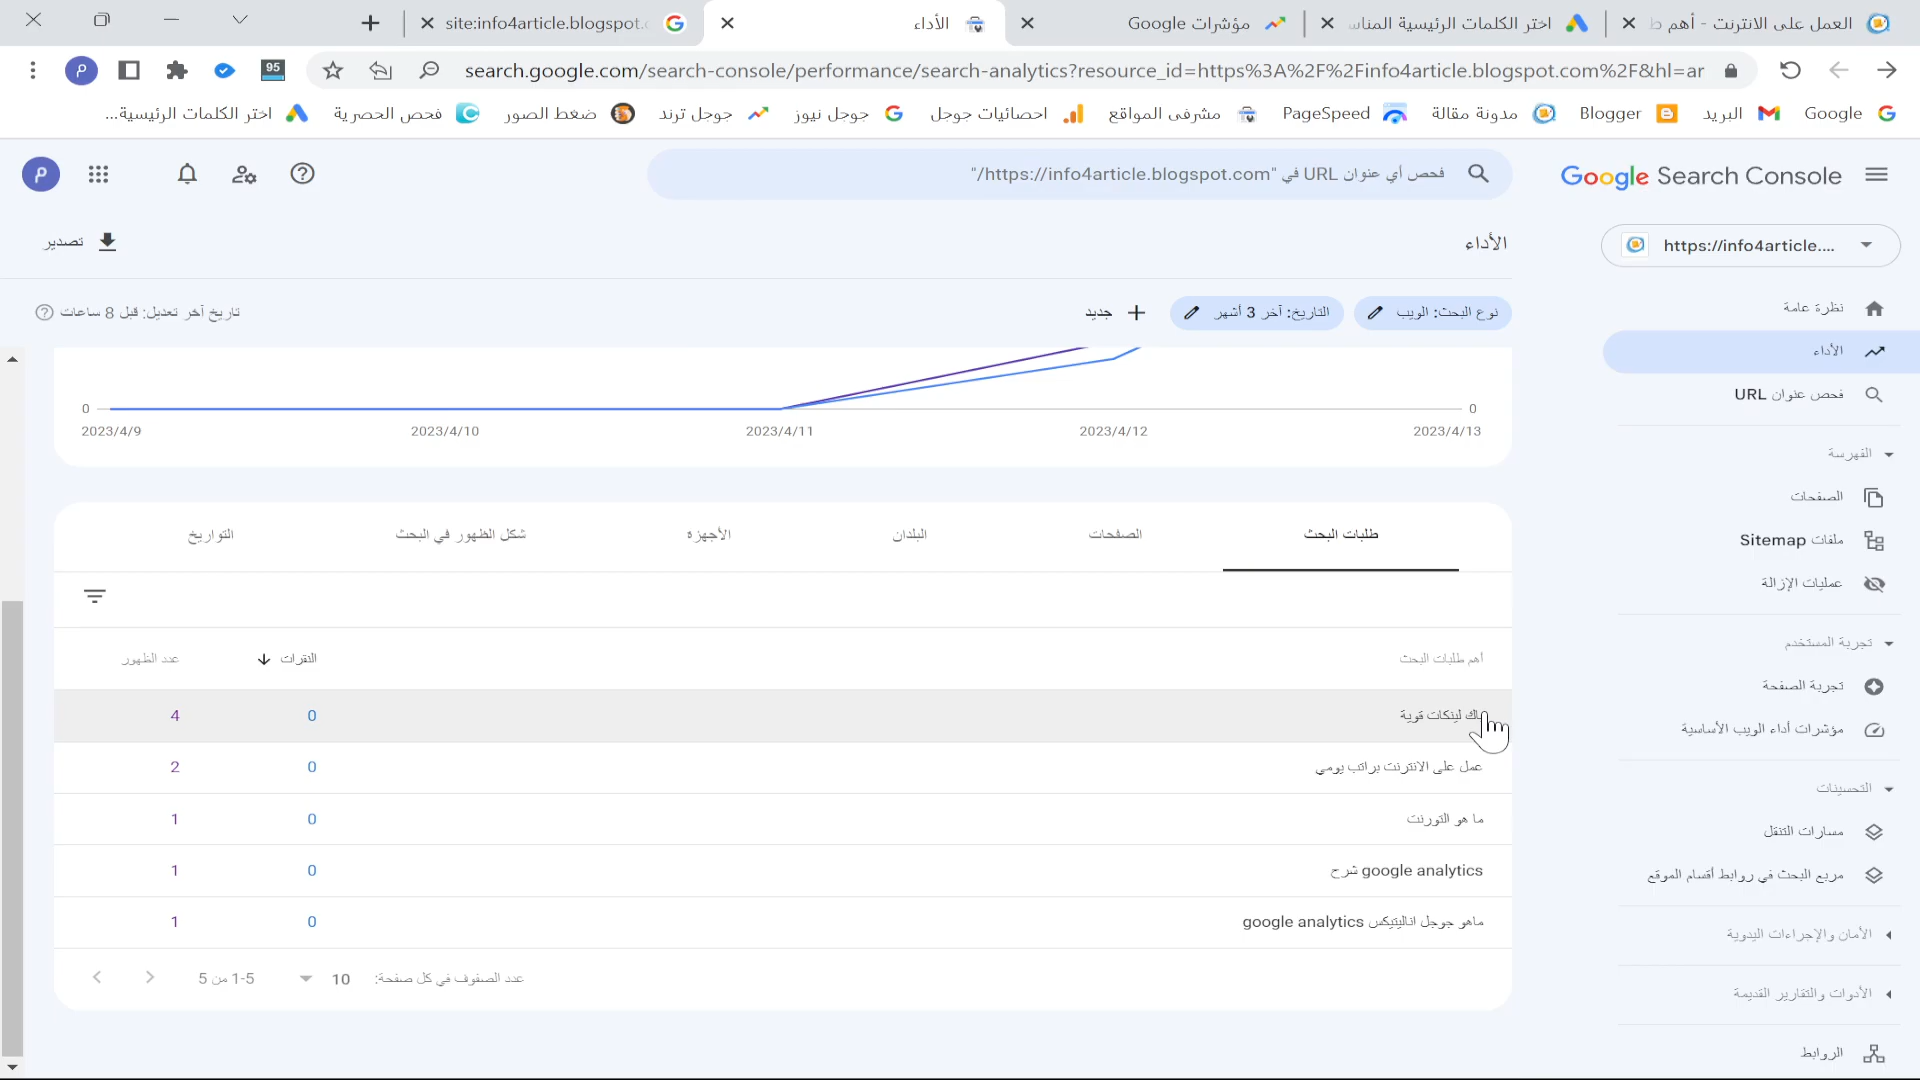 العمل على الانترنت - أهم ط
اختر الكلمات الرئيسية المناس
مؤشرات Google
الأداء
site:info4article.blogspot.c
search.google.com/search-console/performance/search-analytics?resource_id=https%3A%2F%2Finfo4article.blogspot.com%2F&hl=ar
95
Google
البريد
Blogger
مدونة مقالة
PageSpeed
مشرفى المواقع
احصائيات جوجل
جوجل نيوز
جوجل ترند
ضغط الصور
فحص الحصرية
اختر الكلمات الرئيسية...
Google Search Console
فحص أي عنوان URL في "https://info4article.blogspot.com/"
https://info4article....
الأداء
تصدير
نوع البحث: الويب
التاريخ: آخر 3 أشهر
جديد
تاريخ آخر تعديل: قبل 8 ساعات
نظرة عامة
الأداء
فحص عنوان URL
الفهرسة
الصفحات
ملفات Sitemap
عمليات الإزالة
تجربة المستخدم
تجربة الصفحة
مؤشرات أداء الويب الأساسية
التحسينات
مسارات التنقل
مربع البحث في روابط أقسام الموقع
الأمان والإجراءات اليدوية
الأدوات والتقارير القديمة
الروابط
0
0
2023/4/9 2023/4/10 2023/4/11 2023/4/12 2023/4/13
طلبات البحث
الصفحات
البلدان
الأجهزة
شكل الظهور في البحث
التواريخ
أهم طلبات البحث
النقرات
عدد الظهور
باك لينكات قوية 0 4
عمل على الانترنت براتب يومي 0 2
ما هو التورنت 0 1
google analytics شرح 0 1
ماهو جوجل اناليتيكس google analytics 0 1
عدد الصفوف في كل صفحة: 10
1-5 من 5